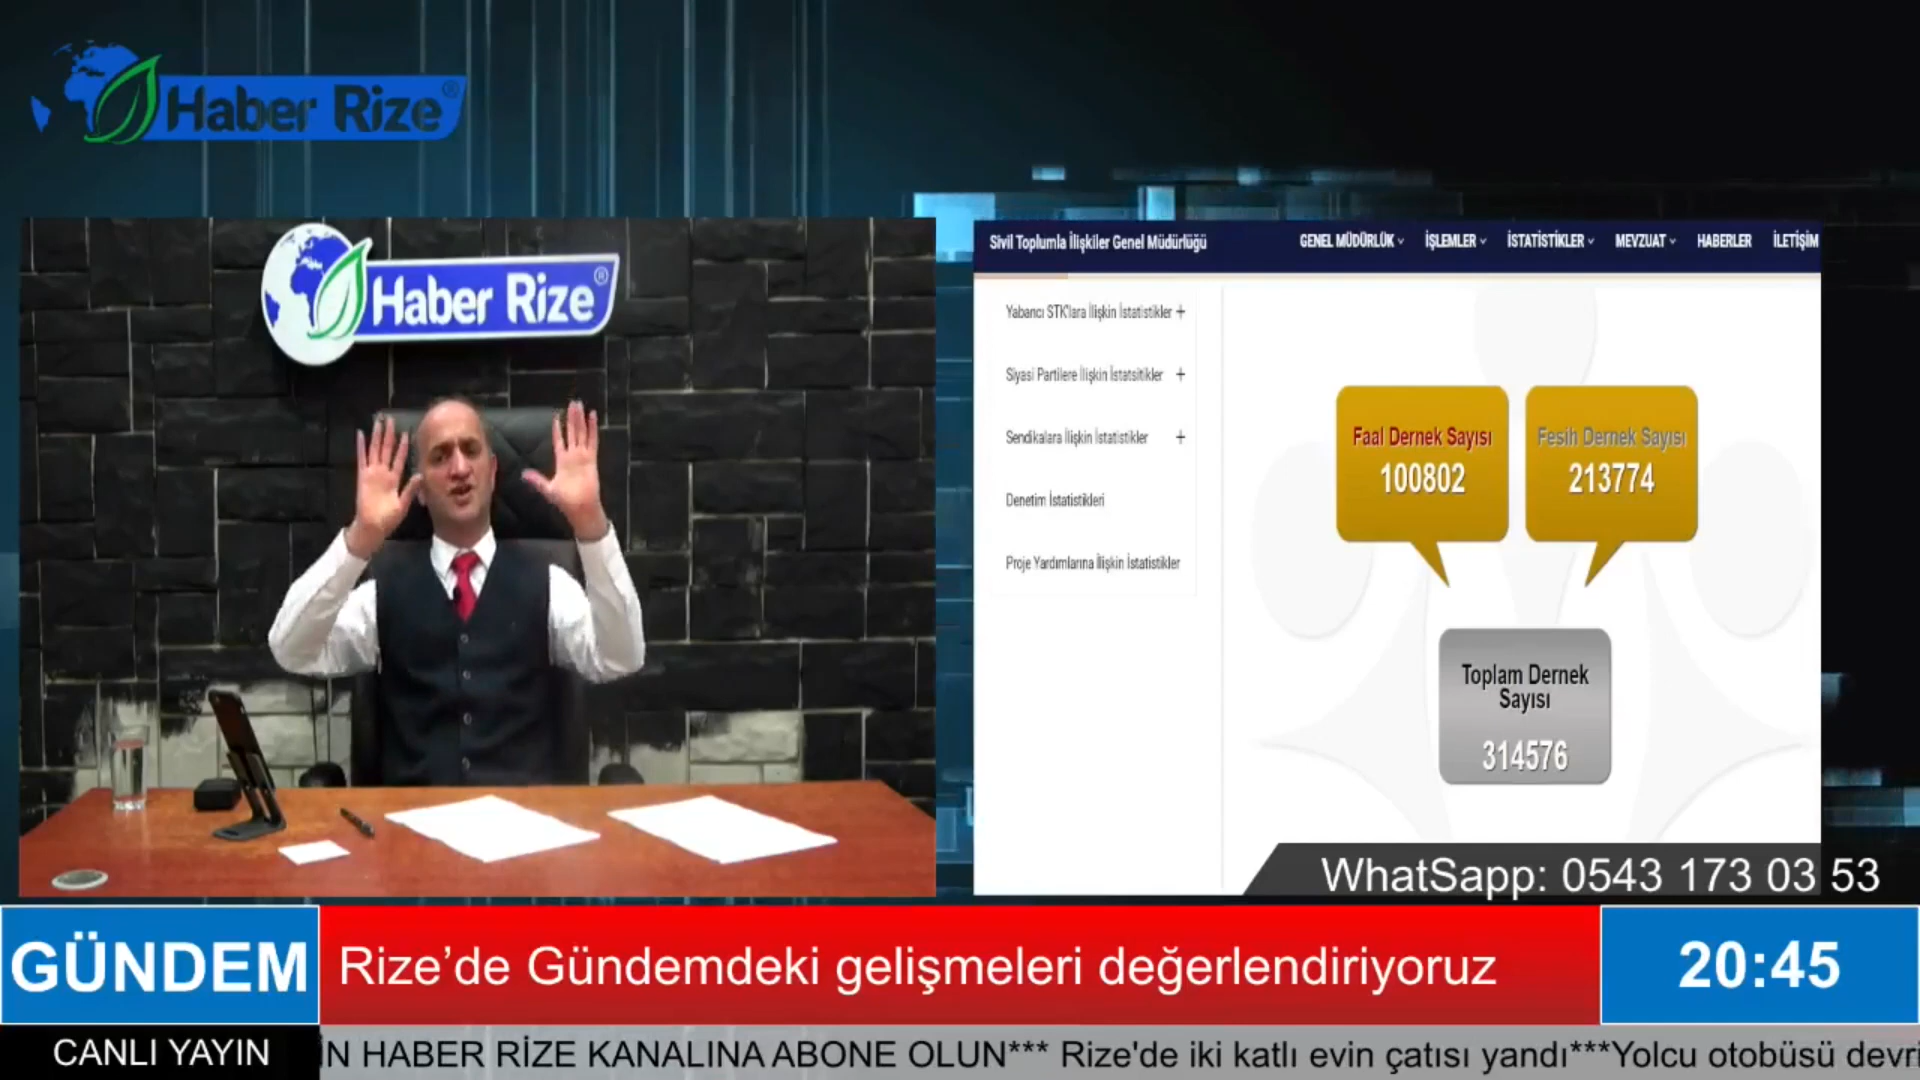 Haber Rize®
Haber Rize®
Sivil Toplumla İlişkiler Genel Müdürlüğü
GENEL MÜDÜRLÜK
İŞLEMLER
İSTATİSTİKLER
MEVZUAT
HABERLER
İLETİŞİM
Yabancı STK'lara İlişkin İstatistikler +
Siyasi Partilere İlişkin İstatsitikler +
Sendikalara İlişkin İstatistikler +
Denetim İstatistikleri
Proje Yardımlarına İlişkin İstatistikler
Faal Dernek Sayısı
100802
Fesih Dernek Sayısı
213774
Toplam Dernek
Sayısı
314576
WhatSapp: 0543 173 03 53
GÜNDEM
Rize’de Gündemdeki gelişmeleri değerlendiriyoruz
20:45
CANLI YAYIN
İN HABER RİZE KANALINA ABONE OLUN*** Rize'de iki katlı evin çatısı yandı***Yolcu otobüsü devri